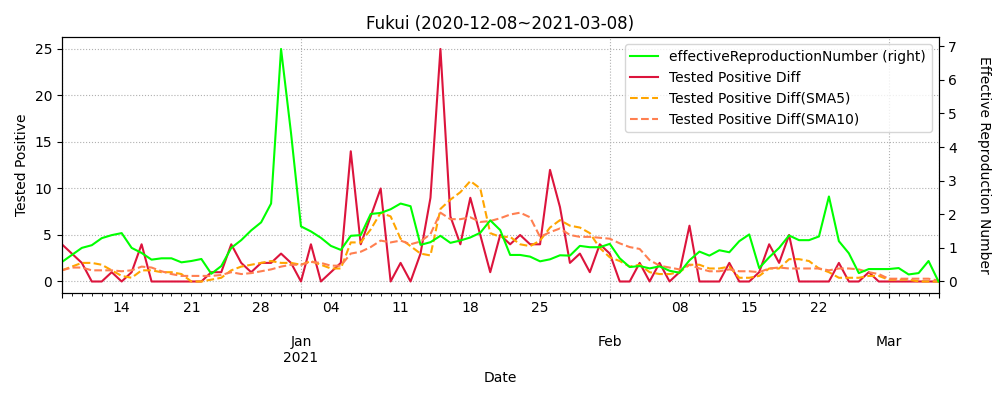 Fukui (2020-12-08~2021-03-08)
effectiveReproductionNumber (right)
Tested Positive Diff
Tested Positive Diff(SMA5)
Tested Positive Diff(SMA10)
Tested Positive
25
20
15
10
5
0
Effective Reproduction Number
7
6
5
4
3
2
1
0
14 21 28 04 11 18 25 08 15 22
Jan Feb Mar
2021
Date